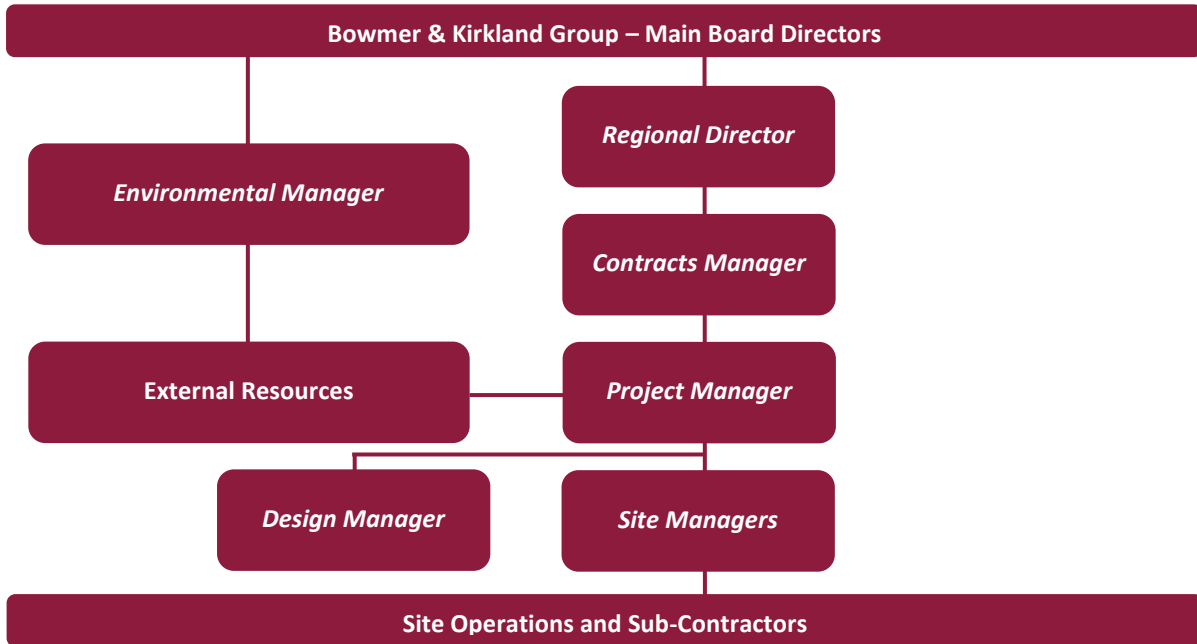 Bowmer & Kirkland Group – Main Board Directors
Regional Director
Environmental Manager
Contracts Manager
External Resources
Project Manager
Design Manager
Site Managers
Site Operations and Sub-Contractors